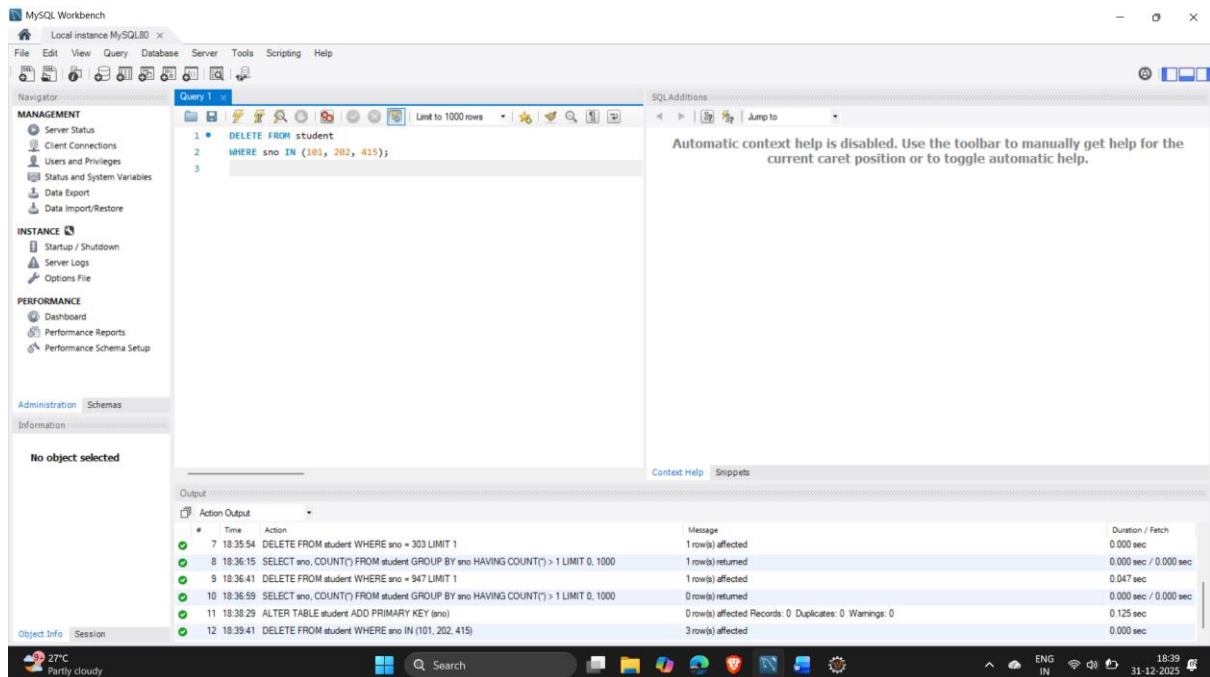 MySQL Workbench
Local instance MySQL80 ×
File Edit View Query Database Server Tools Scripting Help
Navigator
MANAGEMENT
Server Status
Client Connections
Users and Privileges
Status and System Variables
Data Export
Data Import/Restore
INSTANCE
Startup / Shutdown
Server Logs
Options File
PERFORMANCE
Dashboard
Performance Reports
Performance Schema Setup
Administration Schemas
Information
No object selected
Object Info Session
Query 1 ×
Limit to 1000 rows
1 DELETE FROM student
2 WHERE sno IN (101, 202, 415);
3
SQLAdditions
Jump to
Automatic context help is disabled. Use the toolbar to manually get help for the
current caret position or to toggle automatic help.
Context Help Snippets
Output
Action Output
# Time Action Message Duration / Fetch
7 18:35:54 DELETE FROM student WHERE sno = 303 LIMIT 1 1 row(s) affected 0.000 sec
8 18:36:15 SELECT sno, COUNT(*) FROM student GROUP BY sno HAVING COUNT(*) > 1 LIMIT 0, 1000 1 row(s) returned 0.000 sec / 0.000 sec
9 18:36:41 DELETE FROM student WHERE sno = 947 LIMIT 1 1 row(s) affected 0.047 sec
10 18:36:59 SELECT sno, COUNT(*) FROM student GROUP BY sno HAVING COUNT(*) > 1 LIMIT 0, 1000 0 row(s) returned 0.000 sec / 0.000 sec
11 18:38:29 ALTER TABLE student ADD PRIMARY KEY (sno) 0 row(s) affected Records: 0 Duplicates: 0 Warnings: 0 0.125 sec
12 18:39:41 DELETE FROM student WHERE sno IN (101, 202, 415) 3 row(s) affected 0.000 sec
27°C
Partly cloudy
Search
ENG
IN
18:39
31-12-2025